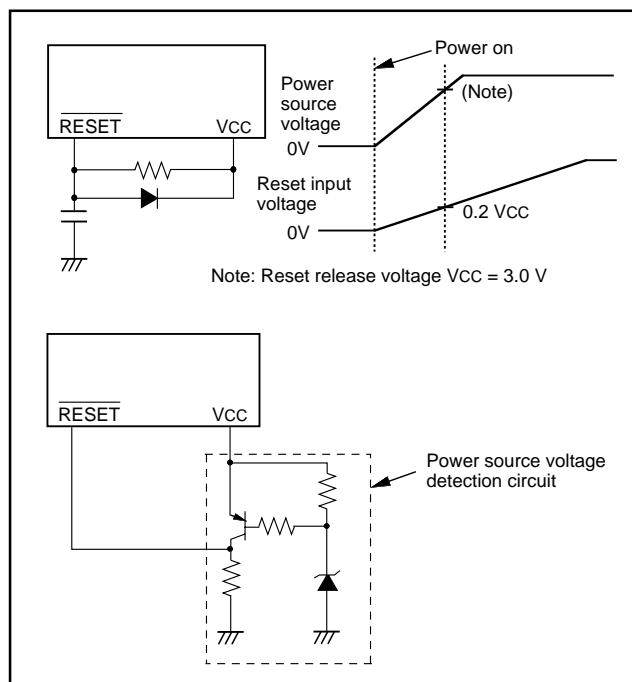 RESET
VCC
Power on
Power
source
voltage
(Note)
0V
Reset input
voltage
0.2 VCC
0V
Note: Reset release voltage VCC = 3.0 V
RESET
VCC
Power source voltage
detection circuit